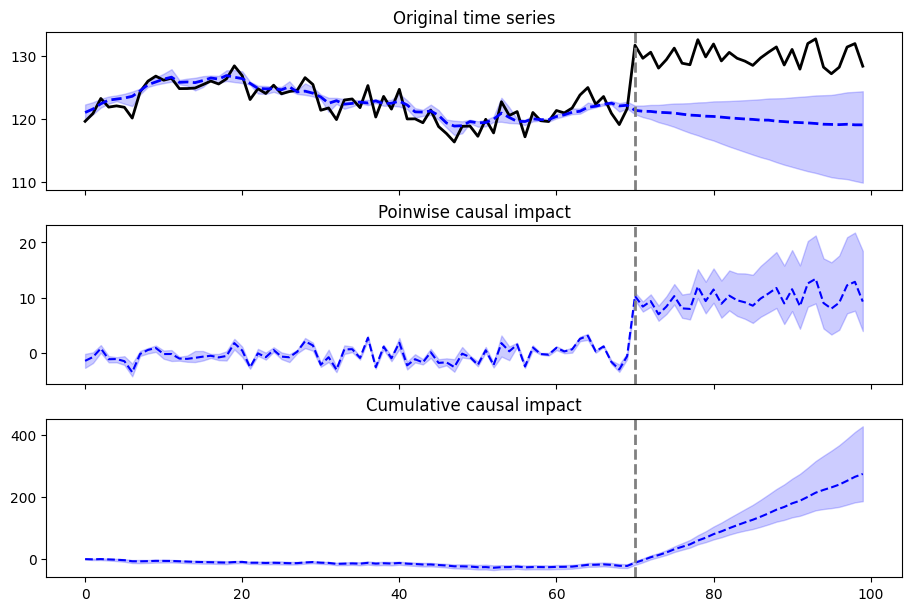 Original time series
130
120
110
Poinwise causal impact
20
10
0
Cumulative causal impact
400
200
0
0 20 40 60 80 100